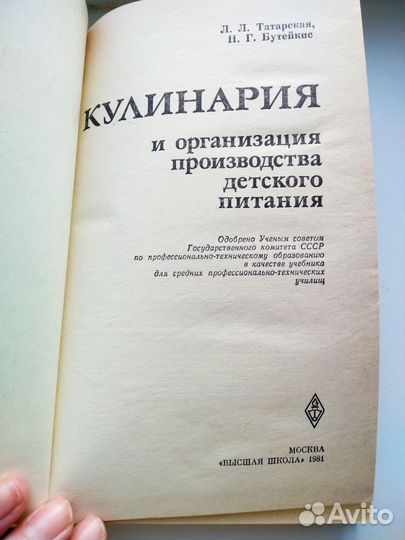 Л. Л. Татарская,
Н. Г. Бутейкис
КУЛИНАРИЯ
и организация
производства
детского
питания
Одобрено Ученым советом
Государственного комитета СССР
по профессионально-техническому образованию
в качестве учебника
для средних профессионально-технических
училищ
МОСКВА
«ВЫСШАЯ ШКОЛА» 1981
Avito